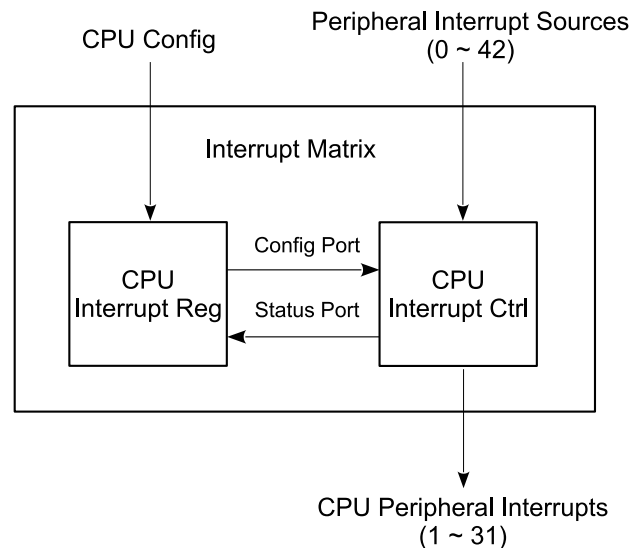 CPU Config
Peripheral Interrupt Sources
(0 ~ 42)
Interrupt Matrix
CPU
Interrupt Reg
Config Port
Status Port
CPU
Interrupt Ctrl
CPU Peripheral Interrupts
(1 ~ 31)